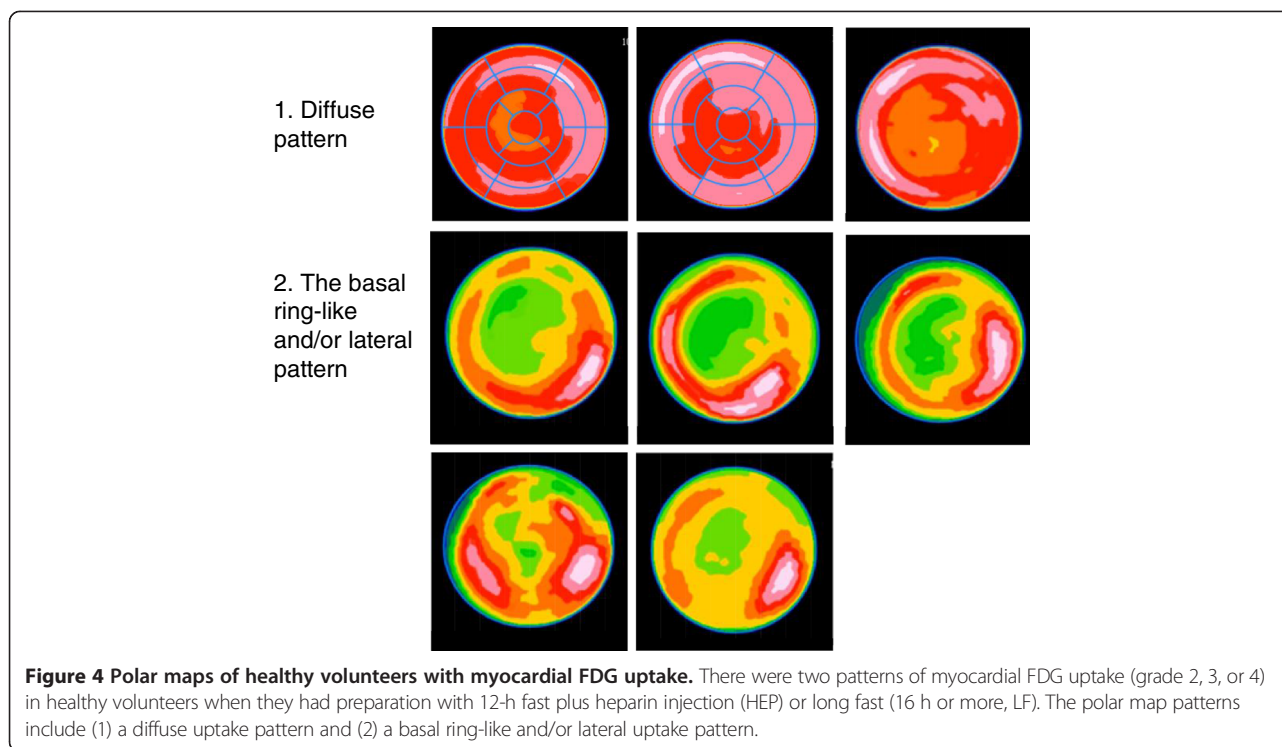 10
1. Diffuse
pattern
2. The basal
ring-like
and/or lateral
pattern
Figure 4 Polar maps of healthy volunteers with myocardial FDG uptake. There were two patterns of myocardial FDG uptake (grade 2, 3, or 4)
in healthy volunteers when they had preparation with 12-h fast plus heparin injection (HEP) or long fast (16 h or more, LF). The polar map patterns
include (1) a diffuse uptake pattern and (2) a basal ring-like and/or lateral uptake pattern.